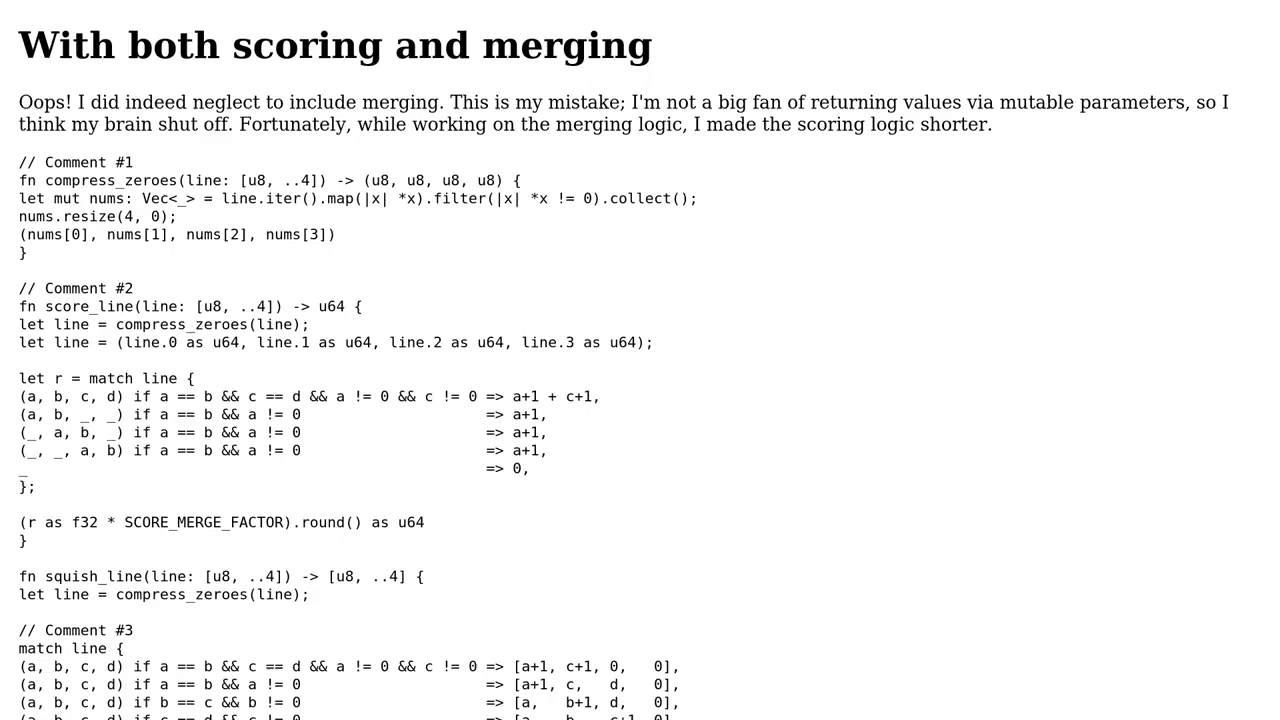 With both scoring and merging
Oops! I did indeed neglect to include merging. This is my mistake; I'm not a big fan of returning values via mutable parameters, so I
think my brain shut off. Fortunately, while working on the merging logic, I made the scoring logic shorter.
// Comment #1
fn compress_zeroes(line: [u8, ..4]) -> (u8, u8, u8, u8) {
let mut nums: Vec<_> = line.iter().map(|x| *x).filter(|x| *x != 0).collect();
nums.resize(4, 0);
(nums[0], nums[1], nums[2], nums[3])
}
// Comment #2
fn score_line(line: [u8, ..4]) -> u64 {
let line = compress_zeroes(line);
let line = (line.0 as u64, line.1 as u64, line.2 as u64, line.3 as u64);
let r = match line {
(a, b, c, d) if a == b && c == d && a != 0 && c != 0 => a+1 + c+1,
(a, b, _, _) if a == b && a != 0                     => a+1,
(_, a, b, _) if a == b && a != 0                     => a+1,
(_, _, a, b) if a == b && a != 0                     => a+1,
_                                                    => 0,
};
(r as f32 * SCORE_MERGE_FACTOR).round() as u64
}
fn squish_line(line: [u8, ..4]) -> [u8, ..4] {
let line = compress_zeroes(line);
// Comment #3
match line {
(a, b, c, d) if a == b && c == d && a != 0 && c != 0 => [a+1, c+1, 0,   0],
(a, b, c, d) if a == b && a != 0                     => [a+1, c,   d,   0],
(a, b, c, d) if b == c && b != 0                     => [a,   b+1, d,   0],
(a, b, c, d) if c == d && c != 0                     => [a,   b,   c+1, 0],